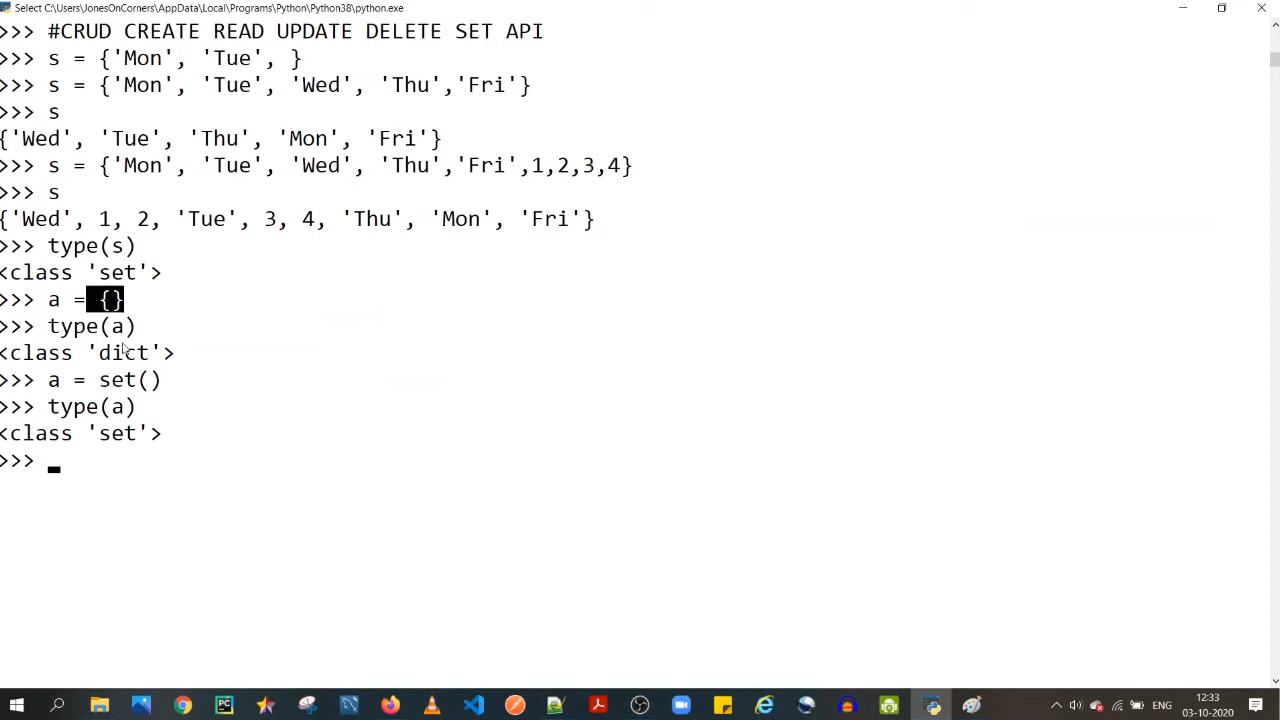 Select C:\Users\JonesOnCorners\AppData\Local\Programs\Python\Python38\python.exe
>>> #CRUD CREATE READ UPDATE DELETE SET API
>>> s = {'Mon', 'Tue', }
>>> s = {'Mon', 'Tue', 'Wed', 'Thu','Fri'}
>>> s
{'Wed', 'Tue', 'Thu', 'Mon', 'Fri'}
>>> s = {'Mon', 'Tue', 'Wed', 'Thu','Fri',1,2,3,4}
>>> s
{'Wed', 1, 2, 'Tue', 3, 4, 'Thu', 'Mon', 'Fri'}
>>> type(s)
<class 'set'>
>>> a = {}
>>> type(a)
<class 'dict'>
>>> a = set()
>>> type(a)
<class 'set'>
>>>
PC
ENG
12:33
03-10-2020